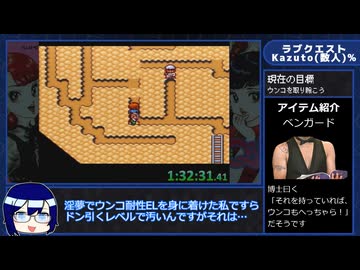 ラブクエスト
Kazuto(数人)%
現在の目標
ウンコを取り除こう
アイテム紹介
ベンガード
1:32:31.41
博士曰く
「それを持っていれば、
ウンコもへっちゃら！」
だそうです
淫夢でウンコ耐性ELを身に着けた私ですら
ドン引くレベルで汚いんですがそれは…